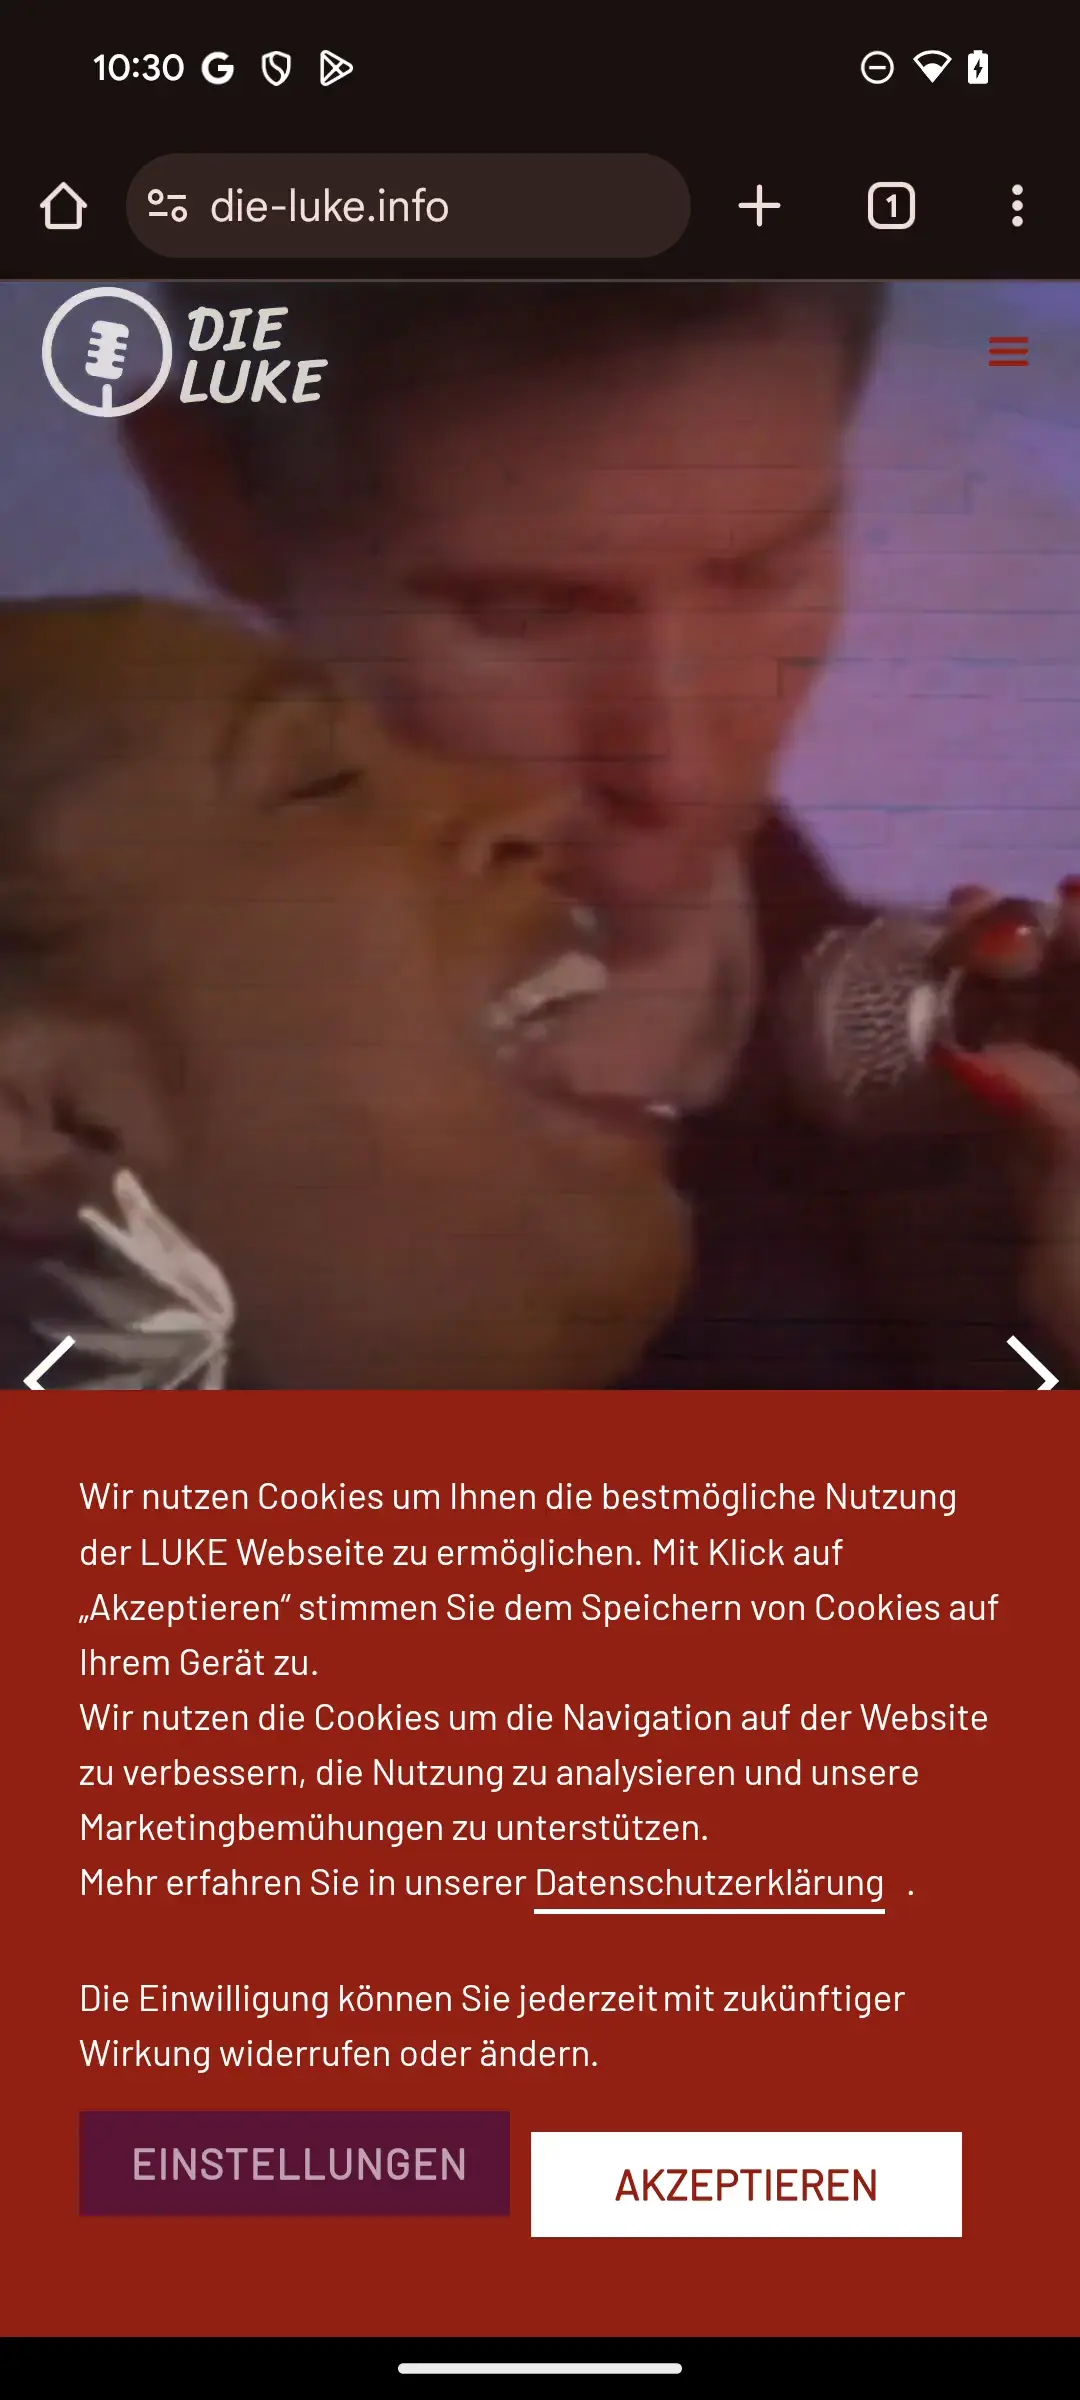 10:30
die-luke.info
1
DIE
LUKE
Wir nutzen Cookies um Ihnen die bestmögliche Nutzung
der LUKE Webseite zu ermöglichen. Mit Klick auf
„Akzeptieren“ stimmen Sie dem Speichern von Cookies auf
Ihrem Gerät zu.
Wir nutzen die Cookies um die Navigation auf der Website
zu verbessern, die Nutzung zu analysieren und unsere
Marketingbemühungen zu unterstützen.
Mehr erfahren Sie in unserer Datenschutzerklärung .
Die Einwilligung können Sie jederzeit mit zukünftiger
Wirkung widerrufen oder ändern.
EINSTELLUNGEN
AKZEPTIEREN